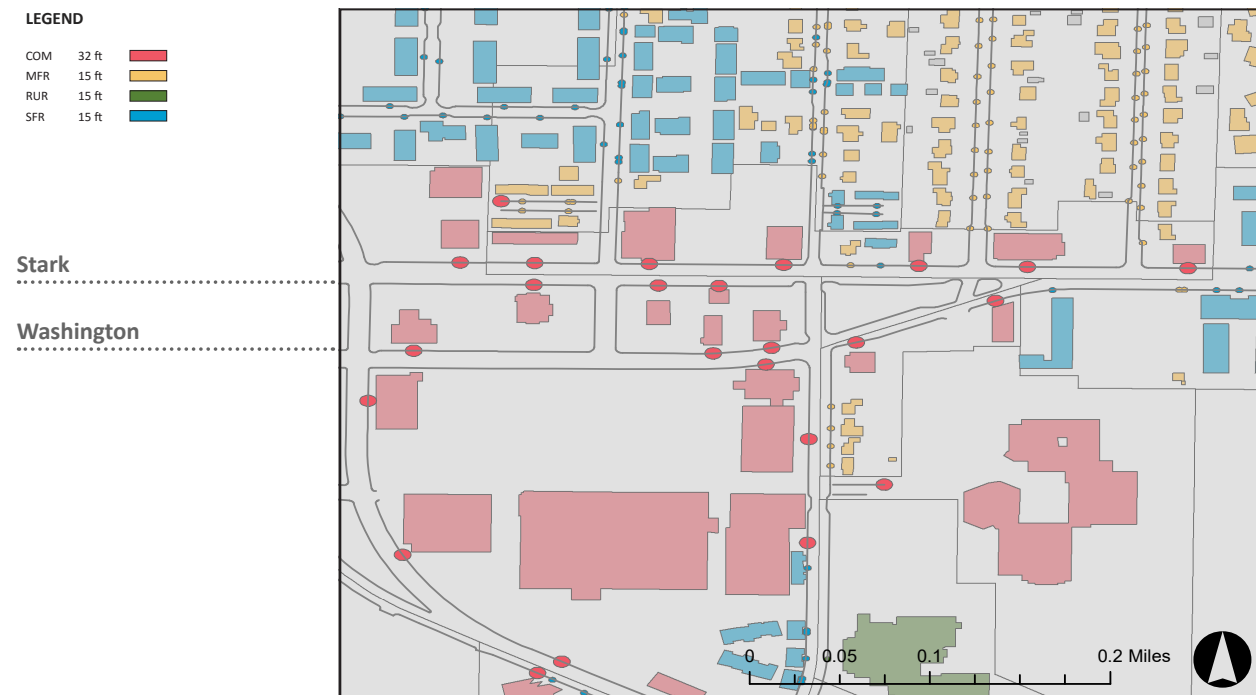 LEGEND
COM 32 ft
MFR 15 ft
RUR 15 ft
SFR 15 ft
Stark
Washington
0 0.05 0.1 0.2 Miles